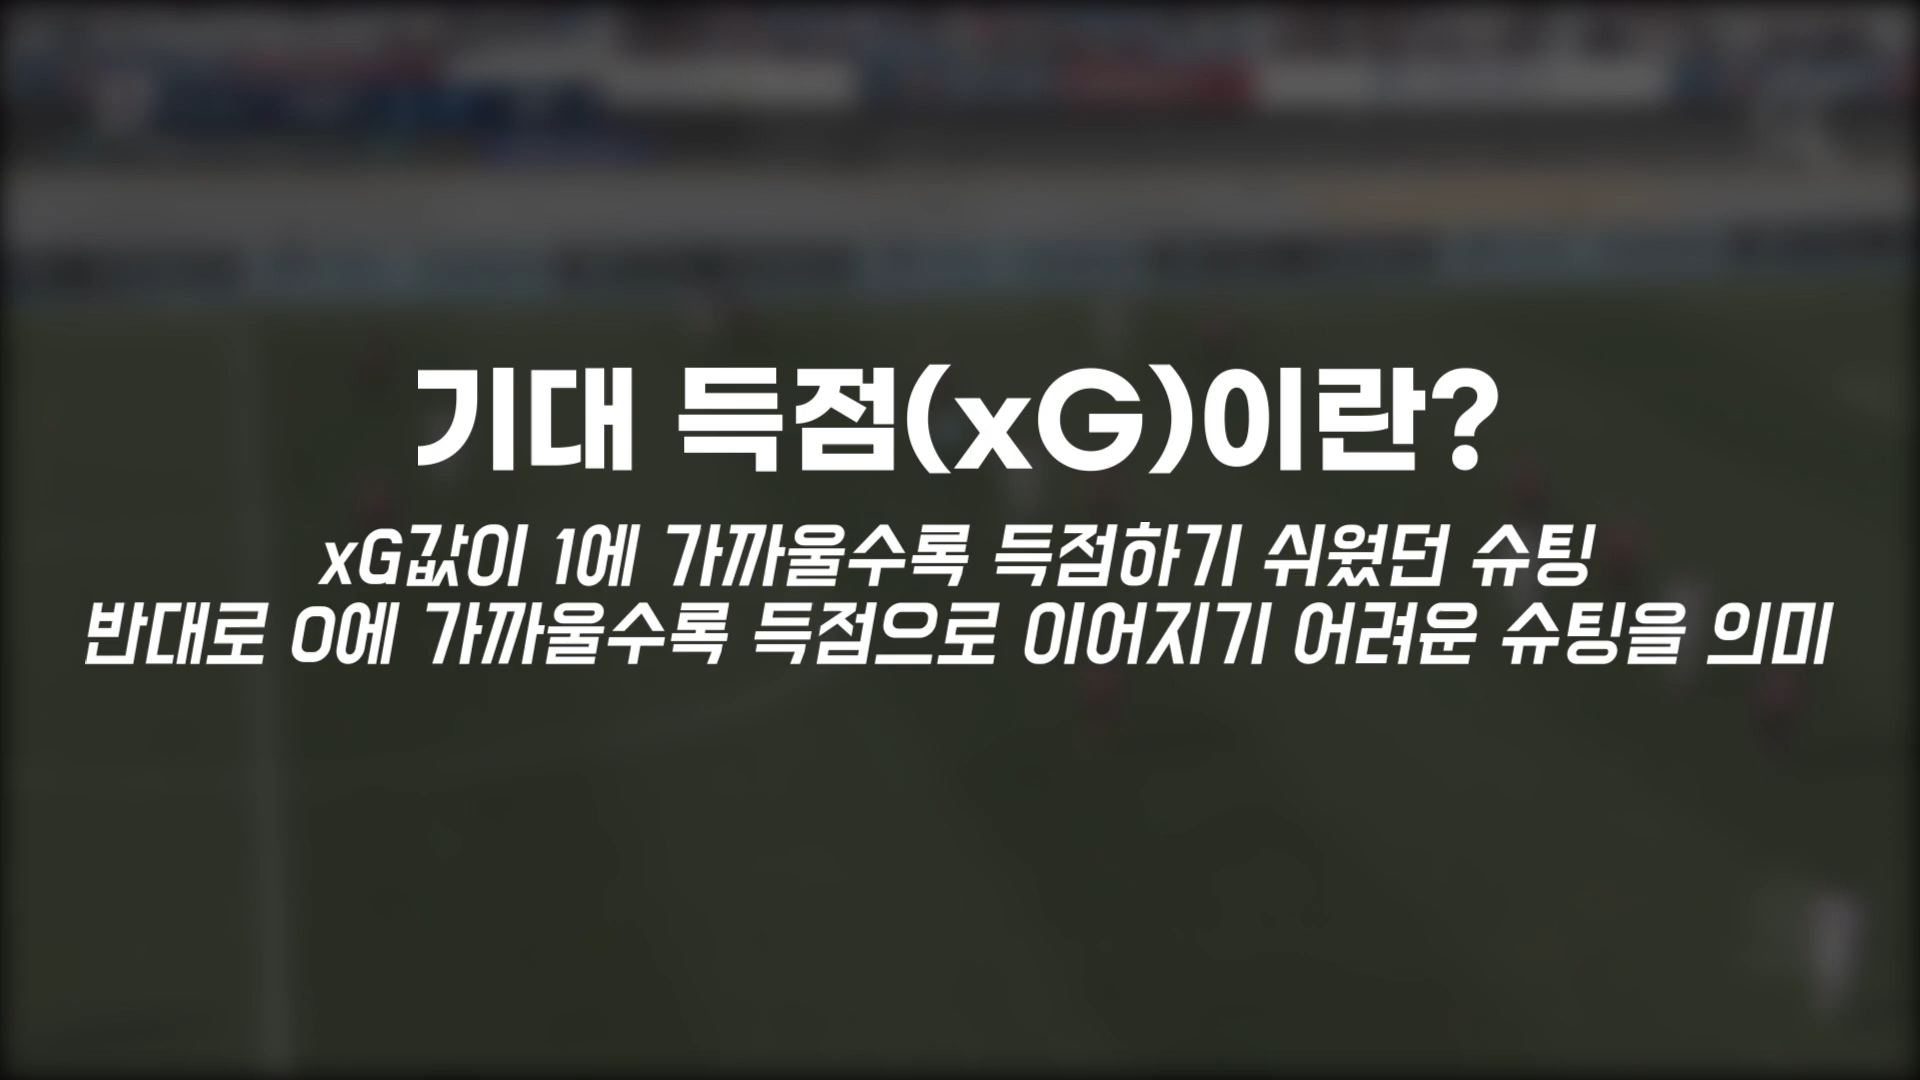 기대 득점(xG)이란?
xG값이 1에 가까울수록 득점하기 쉬웠던 슈팅
반대로 0에 가까울수록 득점으로 이어지기 어려운 슈팅을 의미